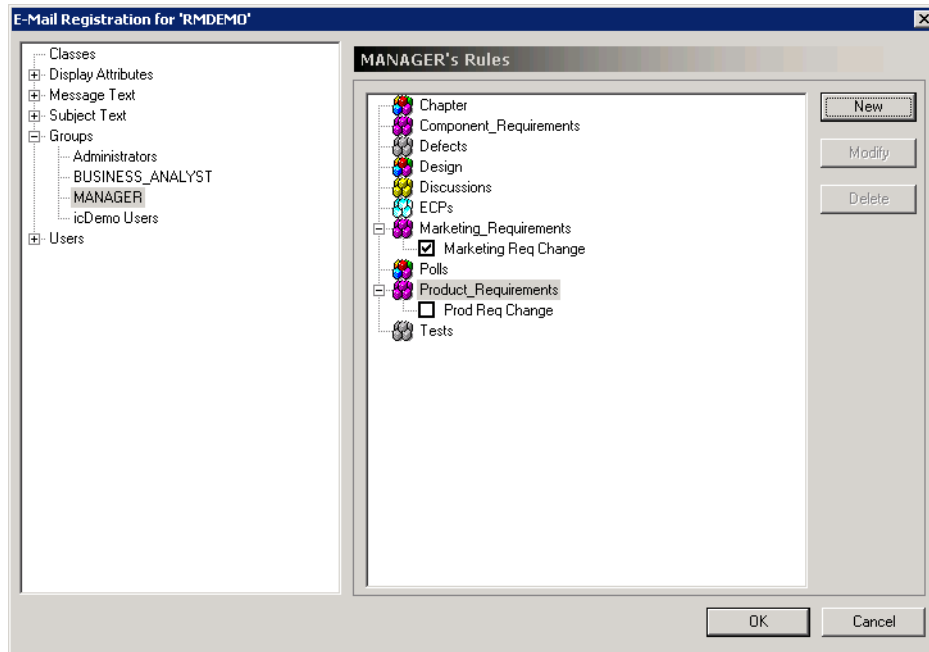 E-Mail Registration for 'RMDEMO'
Classes
Display Attributes
Message Text
Subject Text
Groups
Administrators
BUSINESS_ANALYST
MANAGER
icDemo Users
Users
MANAGER's Rules
Chapter
Component_Requirements
Defects
Design
Discussions
ECPs
Marketing_Requirements
Marketing Req Change
Polls
Product_Requirements
Prod Req Change
Tests
New
Modify
Delete
OK
Cancel